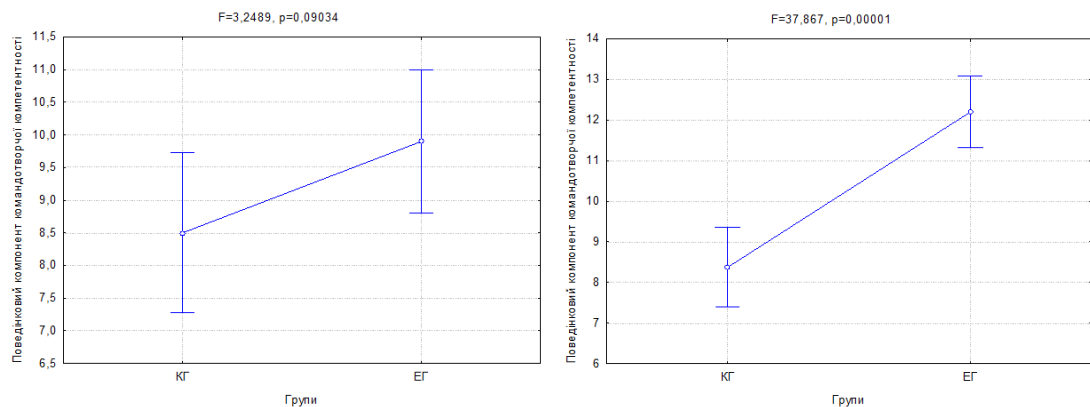 F=3,2489, p=0,09034
Поведінковий компонент командотворчої компетентності
11,5
11,0
10,5
10,0
9,5
9,0
8,5
8,0
7,5
7,0
6,5
КГ
ЕГ
Групи
F=37,867, p=0,00001
Поведінковий компонент командотворчої компетентності
14
13
12
11
10
9
8
7
6
КГ
ЕГ
Групи